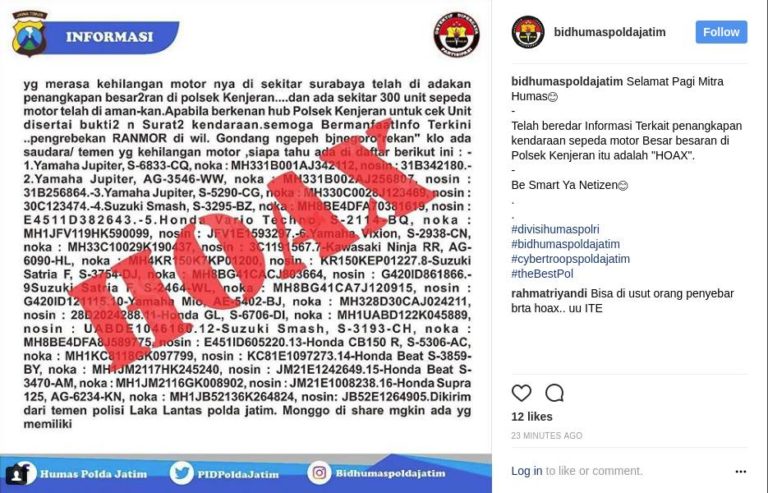 INFORMASI
yg merasa kehilangan motor nya di sekitar surabaya telah di adakan
penangkapan besar2ran di polsek Kenjeran....dan ada sekitar 300 unit sepeda
motor telah di aman-kan.Apabila berkenan hub Polsek Kenjeran untuk cek Unit
disertai bukti2 n Surat2 kendaraan.semoga BermanfaatInfo Terkini
..pengrebekan RANMOR di wil. Gondang ngepeh bjnegoro"rekan" klo ada
saudara/ temen yg kehilangan motor ,siapa tahu ada di daftar berikut ini : -
1.Yamaha Jupiter, S-6833-CQ, noka : MH331B001AJ342112, nosin : 31B342180.-
2.Yamaha Jupiter, AG-3546-WW, noka : MH331B002AJ256807, nosin :
31B256864.-3.Yamaha Jupiter, S-5290-CG, noka : MH330C0028J123469, nosin :
30C123474.-4.Suzuki Smash, S-3295-BZ, noka : MH8BE4DFA70381619, nosin :
E4511D382643.-5.Honda Vario Techno, S-2114-BQ, noka :
MH1JFV119HK590099, nosin : JFV1E1593297.-6.Yamaha Vixion, S-2938-CN,
noka : MH33C10029K190437, nosin : 3C1191567.7-Kawasaki Ninja RR, AG-
6090-HL, noka : MH4KR150K7KP01200, nosin : KR150KEP01227.8-Suzuki
Satria F, S-3754-DJ, noka : MH8BG41CACJ803664, nosin : G420ID861866.-
9Suzuki Satria F, S-2464-WL, noka : MH8BG41CA7J120915, nosin :
G420ID121115.10-Yamaha Mio, AE-5402-BJ, noka : MH328D30CAJ024211,
nosin : 28D2024288.11-Honda GL, S-6706-DI, noka : MH1UABD122K045889,
nosin : UABDE1046180.12-Suzuki Smash, S-3193-CH, noka :
MH8BE4DFA8J589775, nosin : E451ID605220.13-Honda CB150 R, S-5306-AC,
noka : MH1KC8118GK097799, nosin : KC81E1097273.14-Honda Beat S-3859-
BY, noka : MH1JM2117HK245240, nosin : JM21E1242649.15-Honda Beat S-
3470-AM, noka : MH1JM2116GK008902, nosin : JM21E1008238.16-Honda Supra
125, AG-6234-KN, noka : MH1JB52136K264824, nosin: JB52E1264905.Dikirim
dari temen polisi Laka Lantas polda jatim. Monggo di share mgkin ada yg
memiliki
HOAX
Humas Polda Jatim
PIDPoldaJatim
Bidhumaspoldajatim
bidhumaspoldajatim
Follow
bidhumaspoldajatim Selamat Pagi Mitra
Humas😊
-
Telah beredar Informasi Terkait penangkapan
kendaraan sepeda motor Besar besaran di
Polsek Kenjeran itu adalah "HOAX".
-
Be Smart Ya Netizen😊
.
.
#divisihumaspolri
#bidhumaspoldajatim
#cybertroopspoldajatim
#theBestPol
rahmatriyandi Bisa di usut orang penyebar
brta hoax.. uu ITE
12 likes
23 MINUTES AGO
Log in to like or comment.